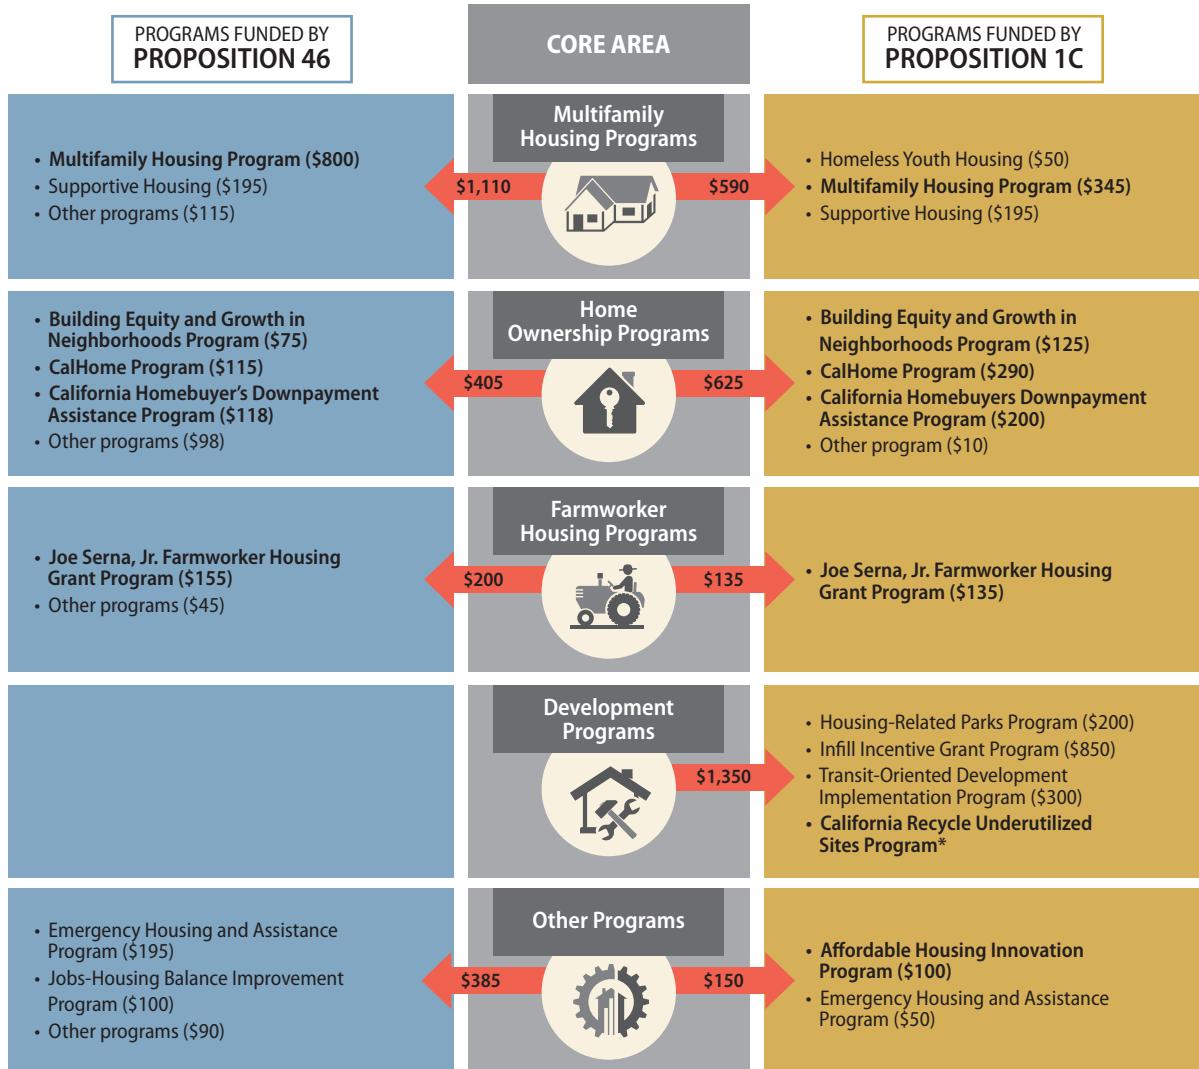 PROGRAMS FUNDED BY
PROPOSITION 46
CORE AREA
PROGRAMS FUNDED BY
PROPOSITION 1C
• Multifamily Housing Program ($800)
• Supportive Housing ($195)
• Other programs ($115)
Multifamily
Housing Programs
$1,110
$590
• Homeless Youth Housing ($50)
• Multifamily Housing Program ($345)
• Supportive Housing ($195)
• Building Equity and Growth in
Neighborhoods Program ($75)
• CalHome Program ($115)
• California Homebuyer’s Downpayment
Assistance Program ($118)
• Other programs ($98)
Home
Ownership Programs
$405
$625
• Building Equity and Growth in
Neighborhoods Program ($125)
• CalHome Program ($290)
• California Homebuyers Downpayment
Assistance Program ($200)
• Other program ($10)
• Joe Serna, Jr. Farmworker Housing
Grant Program ($155)
• Other programs ($45)
Farmworker
Housing Programs
$200
$135
• Joe Serna, Jr. Farmworker Housing
Grant Program ($135)
Development
Programs
$1,350
• Housing-Related Parks Program ($200)
• Infill Incentive Grant Program ($850)
• Transit-Oriented Development
Implementation Program ($300)
• California Recycle Underutilized
Sites Program*
• Emergency Housing and Assistance
Program ($195)
• Jobs-Housing Balance Improvement
Program ($100)
• Other programs ($90)
Other Programs
$385
$150
• Affordable Housing Innovation
Program ($100)
• Emergency Housing and Assistance
Program ($50)